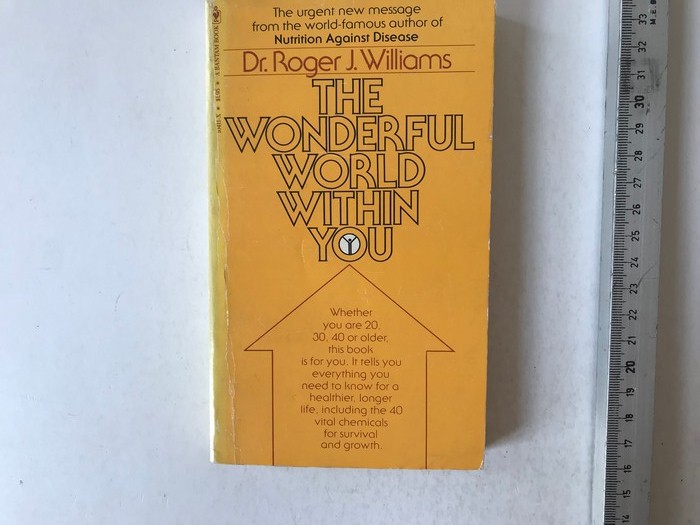 The urgent new message
from the world-famous author of
Nutrition Against Disease
Dr. Roger J. Williams
THE
WONDERFUL
WORLD
WITHIN
YOU
Whether
you are 20,
30, 40 or older,
this book
is for you. It tells you
everything you
need to know for a
healthier, longer
life, including the 40
vital chemicals
for survival
and growth.
A BANTAM BOOK
33
32
31
30
29
28
27
26
25
24
23
22
21
20
19
18
17
16
15
14